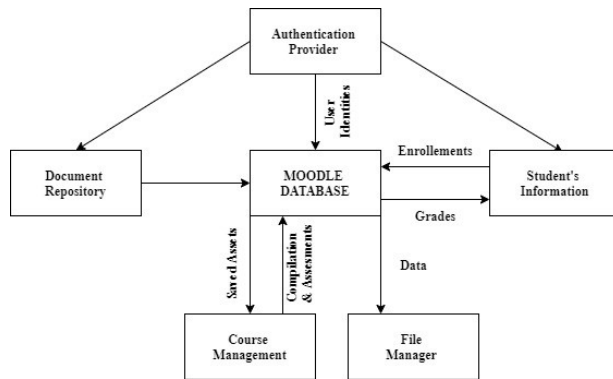 Authentication
Provider
User
Identities
Enrollements
Document
Repository
MOODLE
DATABASE
Student's
Information
Grades
Saved Assets
Compilation
& Assesments
Data
Course
Management
File
Manager